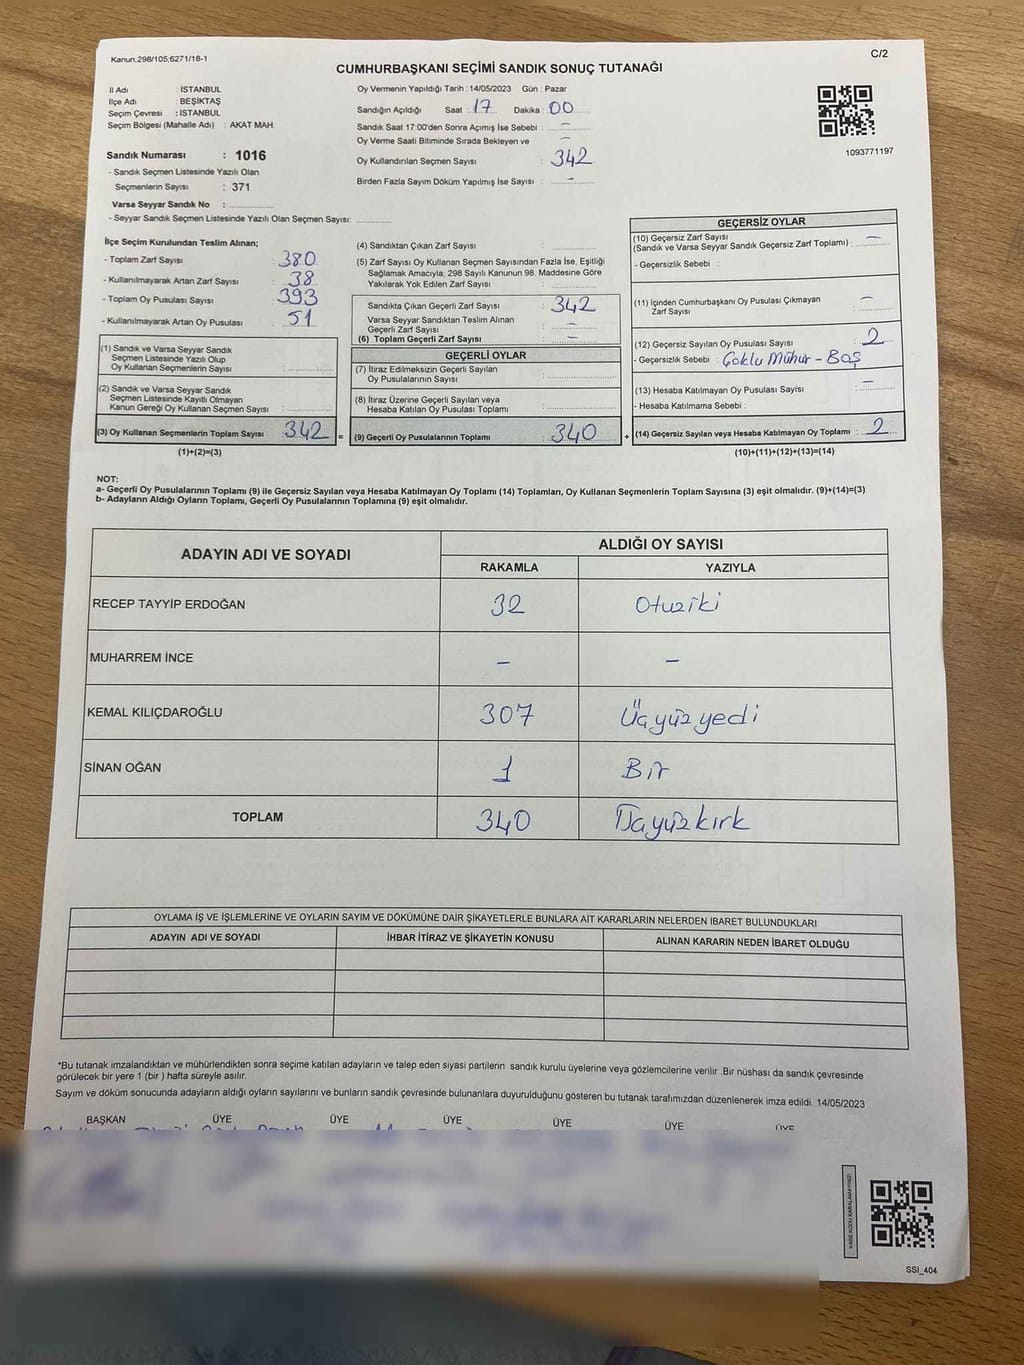 Kanun:298/105;6271/18-1
C/2
CUMHURBAŞKANI SEÇİMİ SANDIK SONUÇ TUTANAĞI
İl Adı : İSTANBUL
İlçe Adı : BEŞİKTAŞ
Seçim Çevresi : İSTANBUL
Seçim Bölgesi (Mahalle Adı) : AKAT MAH.
Sandık Numarası : 1016
- Sandık Seçmen Listesinde Yazılı Olan
Seçmenlerin Sayısı : 371
Varsa Seyyar Sandık No :
- Seyyar Sandık Seçmen Listesinde Yazılı Olan Seçmen Sayısı:
Oy Vermenin Yapıldığı Tarih : 14/05/2023 Gün : Pazar
Sandığın Açıldığı Saat : 17 Dakika : 00
Sandık Saat 17:00'den Sonra Açımış İse Sebebi : -
Oy Verme Saati Bitiminde Sırada Bekleyen ve -
Oy Kullandırılan Seçmen Sayısı : 342
Birden Fazla Sayım Döküm Yapılmış İse Sayısı : -
1093771197
İlçe Seçim Kurulundan Teslim Alınan;
- Toplam Zarf Sayısı : 380
- Kullanılmayarak Artan Zarf Sayısı : 38
- Toplam Oy Pusulası Sayısı : 393
- Kullanılmayarak Artan Oy Pusulası : 51
(1) Sandık ve Varsa Seyyar Sandık
Seçmen Listesinde Yazılı Olup
Oy Kullanan Seçmenlerin Sayısı :
(2) Sandık ve Varsa Seyyar Sandık
Seçmen Listesinde Kayıtlı Olmayan
Kanun Gereği Oy Kullanan Seçmen Sayısı :
(3) Oy Kullanan Seçmenlerin Toplam Sayısı : 342 =
(1)+(2)=(3)
(4) Sandıktan Çıkan Zarf Sayısı :
(5) Zarf Sayısı Oy Kullanan Seçmen Sayısından Fazla İse, Eşitliği
Sağlamak Amacıyla, 298 Sayılı Kanunun 98. Maddesine Göre
Yakılarak Yok Edilen Zarf Sayısı :
Sandıkta Çıkan Geçerli Zarf Sayısı : 342
Varsa Seyyar Sandıktan Teslim Alınan
Geçerli Zarf Sayısı : -
(6) Toplam Geçerli Zarf Sayısı : -
GEÇERLİ OYLAR
(7) İtiraz Edilmeksizin Geçerli Sayılan
Oy Pusulalarının Sayısı :
(8) İtiraz Üzerine Geçerli Sayılan veya
Hesaba Katılan Oy Pusulası Toplamı :
(9) Geçerli Oy Pusulalarının Toplamı : 340 +
GEÇERSİZ OYLAR
(10) Geçersiz Zarf Sayısı
(Sandık ve Varsa Seyyar Sandık Geçersiz Zarf Toplamı) : -
- Geçersizlik Sebebi :
(11) İçinden Cumhurbaşkanı Oy Pusulası Çıkmayan
Zarf Sayısı : -
(12) Geçersiz Sayılan Oy Pusulası Sayısı : 2
- Geçersizlik Sebebi : Çoklu Mühür - Boş
(13) Hesaba Katılmayan Oy Pusulası Sayısı : -
- Hesaba Katılmama Sebebi :
(14) Geçersiz Sayılan veya Hesaba Katılmayan Oy Toplamı : 2
(10)+(11)+(12)+(13)=(14)
NOT:
a- Geçerli Oy Pusulalarının Toplamı (9) ile Geçersiz Sayılan veya Hesaba Katılmayan Oy Toplamı (14) Toplamları, Oy Kullanan Seçmenlerin Toplam Sayısına (3) eşit olmalıdır. (9)+(14)=(3)
b- Adayların Aldığı Oyların Toplamı, Geçerli Oy Pusulalarının Toplamına (9) eşit olmalıdır.
ADAYIN ADI VE SOYADI
ALDIĞI OY SAYISI
RAKAMLA YAZIYLA
RECEP TAYYİP ERDOĞAN 32 Otuziki
MUHARREM İNCE - -
KEMAL KILIÇDAROĞLU 307 Üçyüzyedi
SİNAN OĞAN 1 Bir
TOPLAM 340 Üçyüzkırk
OYLAMA İŞ VE İŞLEMLERİNE VE OYLARIN SAYIM VE DÖKÜMÜNE DAİR ŞİKAYETLERLE BUNLARA AİT KARARLARIN NELERDEN İBARET BULUNDUKLARI
ADAYIN ADI VE SOYADI İHBAR İTİRAZ VE ŞİKAYETİN KONUSU ALINAN KARARIN NEDEN İBARET OLDUĞU
*Bu tutanak imzalandıktan ve mühürlendikten sonra seçime katılan adayların ve talep eden siyasi partilerin sandık kurulu üyelerine veya gözlemcilerine verilir .Bir nüshası da sandık çevresinde
görülecek bir yere 1 (bir ) hafta süreyle asılır.
Sayım ve döküm sonucunda adayların aldığı oyların sayılarını ve bunların sandık çevresinde bulunanlara duyurulduğunu gösteren bu tutanak tarafımızdan düzenlenerek imza edildi. 14/05/2023
BAŞKAN ÜYE ÜYE ÜYE ÜYE ÜYE ÜYE
SSI_404